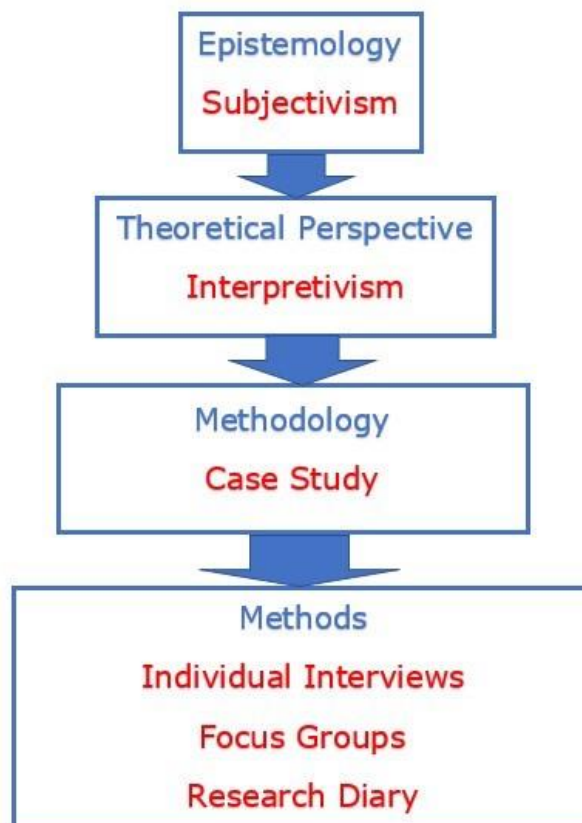 Epistemology
Subjectivism
Theoretical Perspective
Interpretivism
Methodology
Case Study
Methods
Individual Interviews
Focus Groups
Research Diary